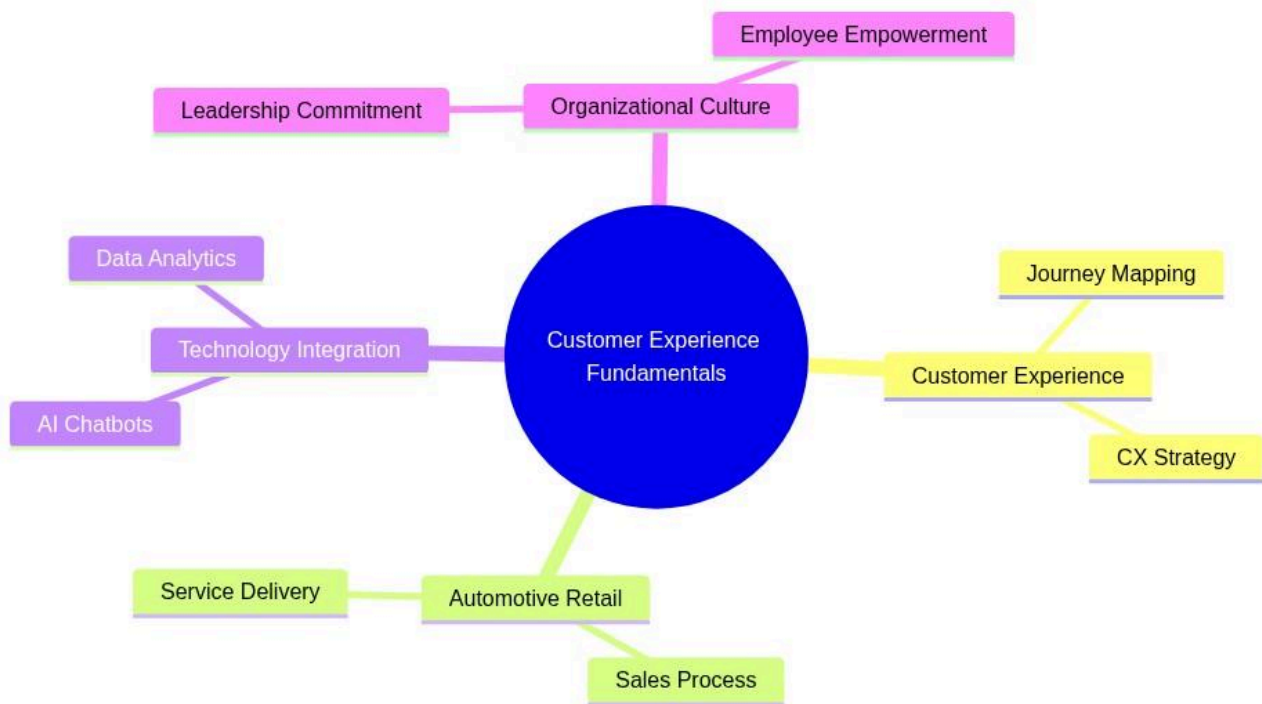 Employee Empowerment
Leadership Commitment
Organizational Culture
Data Analytics
Journey Mapping
Technology Integration
Customer Experience
Fundamentals
Customer Experience
AI Chatbots
CX Strategy
Service Delivery
Automotive Retail
Sales Process